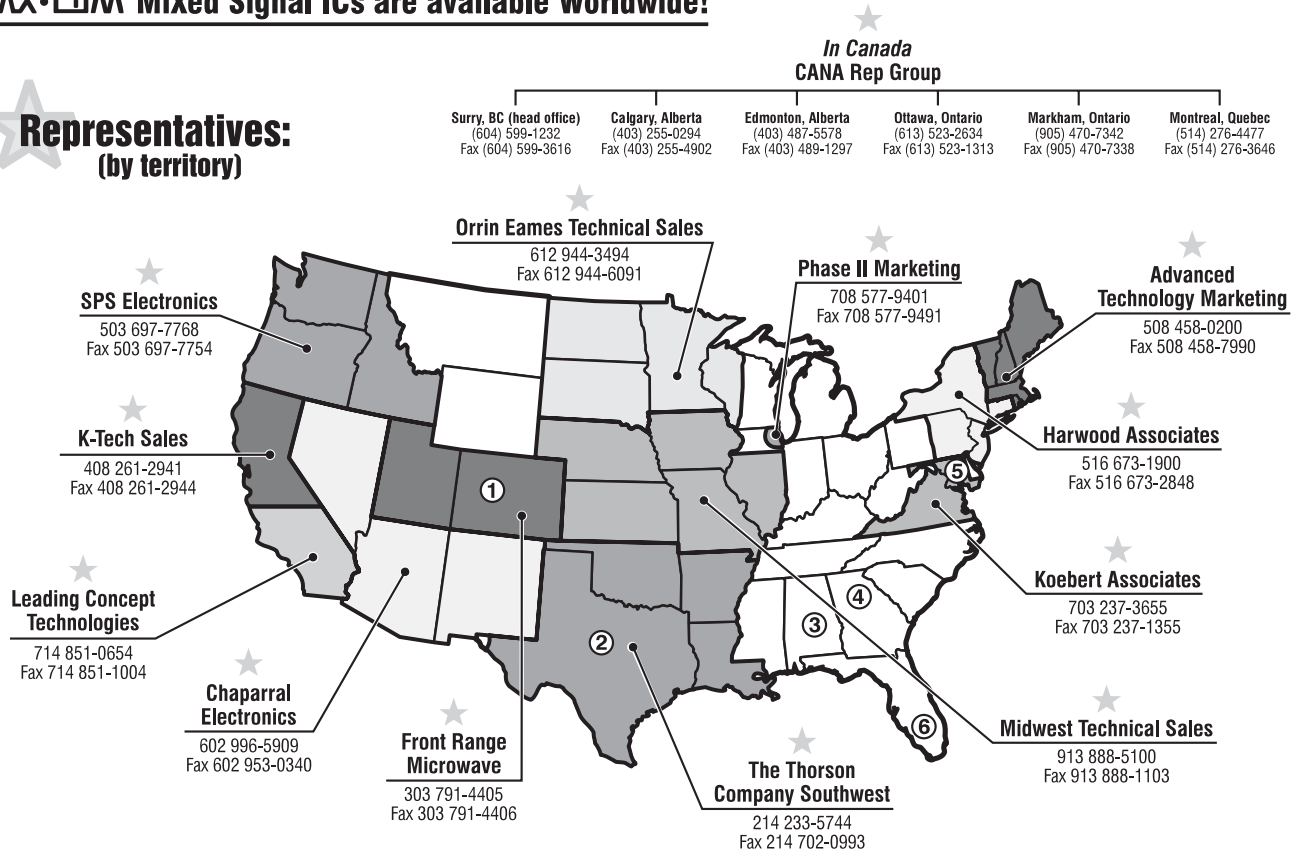 Mixed Signal ICs are available Worldwide!
In Canada
CANA Rep Group
Surry, BC (head office)
(604) 599-1232
Fax (604) 599-3616
Calgary, Alberta
(403) 255-0294
Fax (403) 255-4902
Edmonton, Alberta
(403) 487-5578
Fax (403) 489-1297
Ottawa, Ontario
(613) 523-2634
Fax (613) 523-1313
Markham, Ontario
(905) 470-7342
Fax (905) 470-7338
Montreal, Quebec
(514) 276-4477
Fax (514) 276-3646
Representatives:
(by territory)
Orrin Eames Technical Sales
612 944-3494
Fax 612 944-6091
Phase II Marketing
708 577-9401
Fax 708 577-9491
Advanced
Technology Marketing
508 458-0200
Fax 508 458-7990
SPS Electronics
503 697-7768
Fax 503 697-7754
K-Tech Sales
408 261-2941
Fax 408 261-2944
Harwood Associates
516 673-1900
Fax 516 673-2848
1
5
Leading Concept
Technologies
714 851-0654
Fax 714 851-1004
Koebert Associates
703 237-3655
Fax 703 237-1355
4
3
2
6
Chaparral
Electronics
602 996-5909
Fax 602 953-0340
Front Range
Microwave
303 791-4405
Fax 303 791-4406
The Thorson
Company Southwest
214 233-5744
Fax 214 702-0993
Midwest Technical Sales
913 888-5100
Fax 913 888-1103